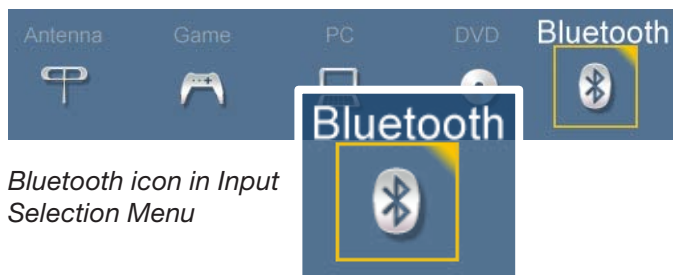 Antenna Game PC DVD Bluetooth
Bluetooth
Bluetooth icon in Input
Selection Menu